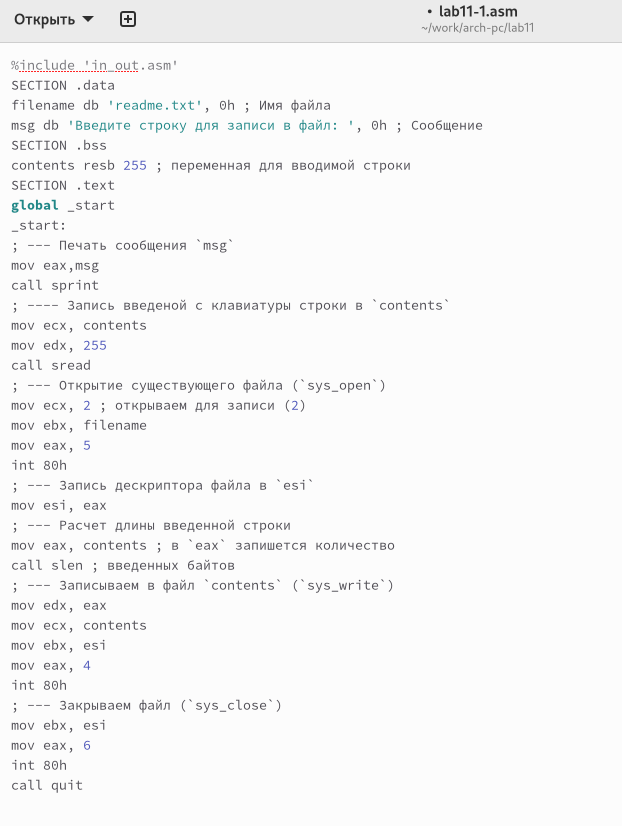 Открыть
• lab11-1.asm
~/work/arch-pc/lab11
%include 'in_out.asm'
SECTION .data
filename db 'readme.txt', 0h ; Имя файла
msg db 'Введите строку для записи в файл: ', 0h ; Сообщение
SECTION .bss
contents resb 255 ; переменная для вводимой строки
SECTION .text
global _start
_start:
; --- Печать сообщения `msg`
mov eax,msg
call sprint
; ---- Запись введеной с клавиатуры строки в `contents`
mov ecx, contents
mov edx, 255
call sread
; --- Открытие существующего файла (`sys_open`)
mov ecx, 2 ; открываем для записи (2)
mov ebx, filename
mov eax, 5
int 80h
; --- Запись дескриптора файла в `esi`
mov esi, eax
; --- Расчет длины введенной строки
mov eax, contents ; в `eax` запишется количество
call slen ; введенных байтов
; --- Записываем в файл `contents` (`sys_write`)
mov edx, eax
mov ecx, contents
mov ebx, esi
mov eax, 4
int 80h
; --- Закрываем файл (`sys_close`)
mov ebx, esi
mov eax, 6
int 80h
call quit